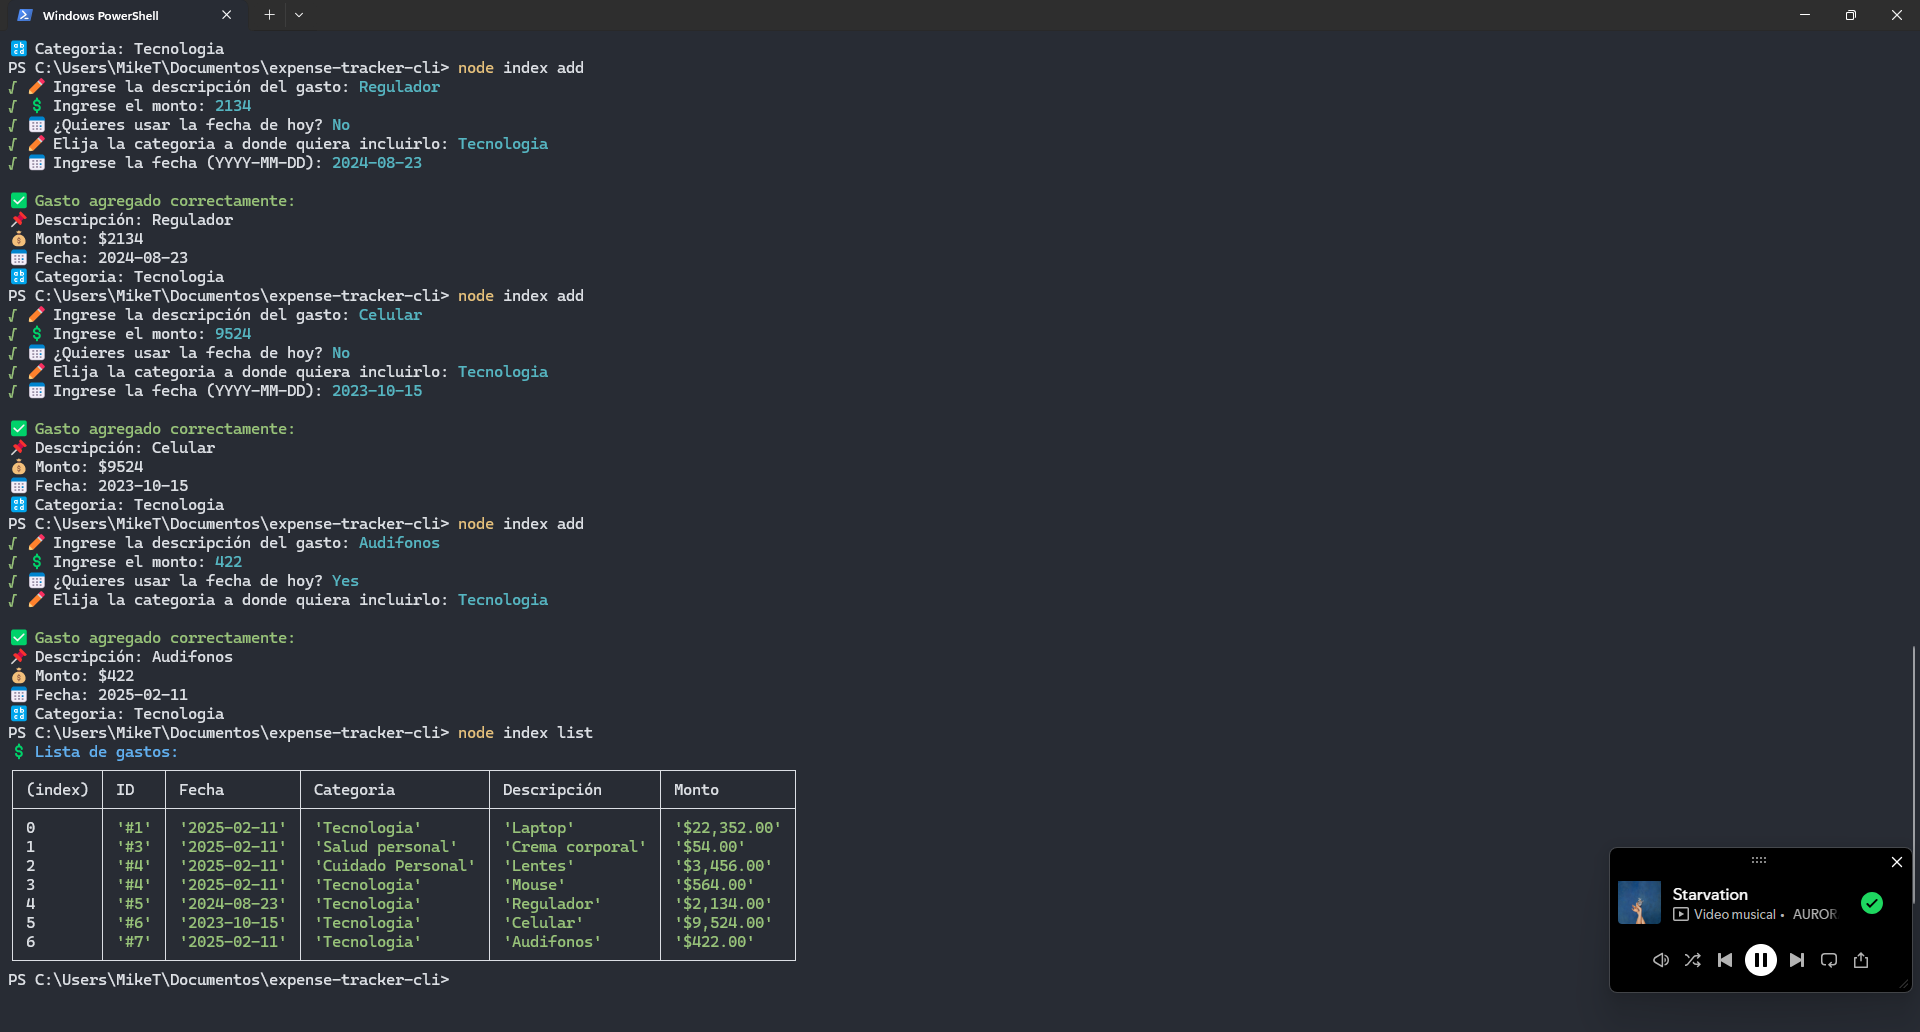 Windows PowerShell
Categoria: Tecnologia
PS C:\Users\MikeT\Documentos\expense-tracker-cli> node index add
√ Ingrese la descripción del gasto: Regulador
√ $ Ingrese el monto: 2134
√ ¿Quieres usar la fecha de hoy? No
√ Elija la categoria a donde quiera incluirlo: Tecnologia
√ Ingrese la fecha (YYYY-MM-DD): 2024-08-23
Gasto agregado correctamente:
Descripción: Regulador
Monto: $2134
Fecha: 2024-08-23
Categoria: Tecnologia
PS C:\Users\MikeT\Documentos\expense-tracker-cli> node index add
√ Ingrese la descripción del gasto: Celular
√ $ Ingrese el monto: 9524
√ ¿Quieres usar la fecha de hoy? No
√ Elija la categoria a donde quiera incluirlo: Tecnologia
√ Ingrese la fecha (YYYY-MM-DD): 2023-10-15
Gasto agregado correctamente:
Descripción: Celular
Monto: $9524
Fecha: 2023-10-15
Categoria: Tecnologia
PS C:\Users\MikeT\Documentos\expense-tracker-cli> node index add
√ Ingrese la descripción del gasto: Audifonos
√ $ Ingrese el monto: 422
√ ¿Quieres usar la fecha de hoy? Yes
√ Elija la categoria a donde quiera incluirlo: Tecnologia
Gasto agregado correctamente:
Descripción: Audifonos
Monto: $422
Fecha: 2025-02-11
Categoria: Tecnologia
PS C:\Users\MikeT\Documentos\expense-tracker-cli> node index list
$ Lista de gastos:
(index) ID Fecha Categoria Descripción Monto
0 '#1' '2025-02-11' 'Tecnologia' 'Laptop' '$22,352.00'
1 '#3' '2025-02-11' 'Salud personal' 'Crema corporal' '$54.00'
2 '#4' '2025-02-11' 'Cuidado Personal' 'Lentes' '$3,456.00'
3 '#4' '2025-02-11' 'Tecnologia' 'Mouse' '$564.00'
4 '#5' '2024-08-23' 'Tecnologia' 'Regulador' '$2,134.00'
5 '#6' '2023-10-15' 'Tecnologia' 'Celular' '$9,524.00'
6 '#7' '2025-02-11' 'Tecnologia' 'Audifonos' '$422.00'
PS C:\Users\MikeT\Documentos\expense-tracker-cli>
Starvation
Video musical • AUROR